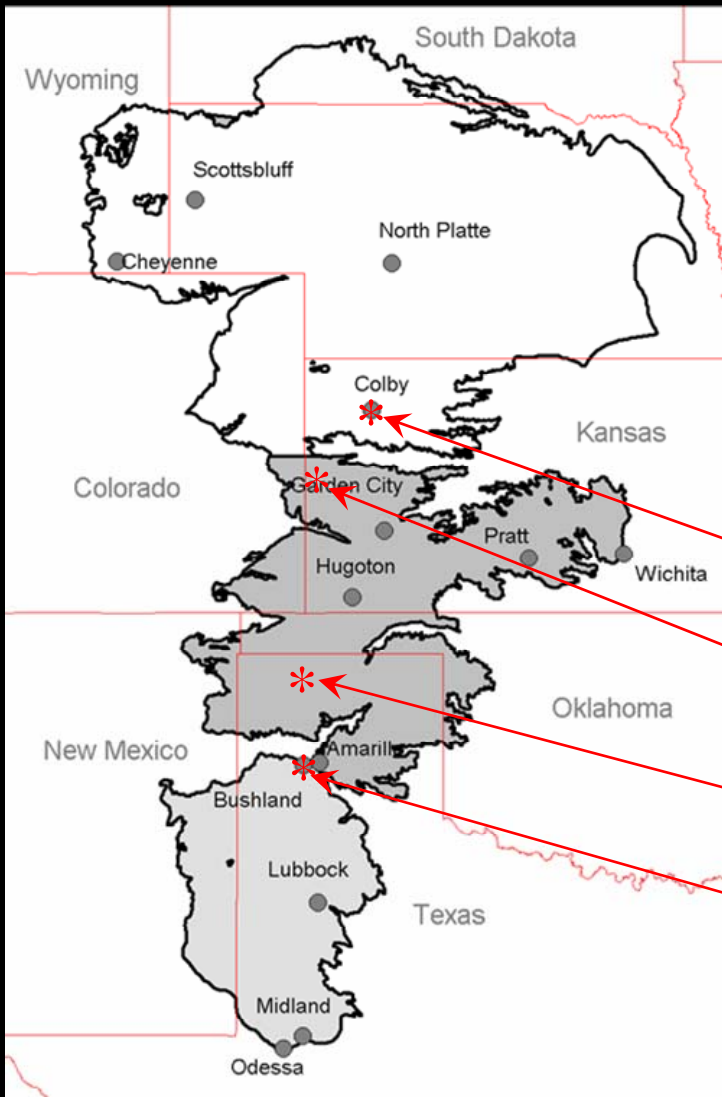 South Dakota
Wyoming
Scottsbluff
North Platte
Cheyenne
Colby
Kansas
Colorado
Garden City
Pratt
Wichita
Hugoton
Oklahoma
New Mexico
Amarillo
Bushland
Lubbock
Texas
Midland
Odessa